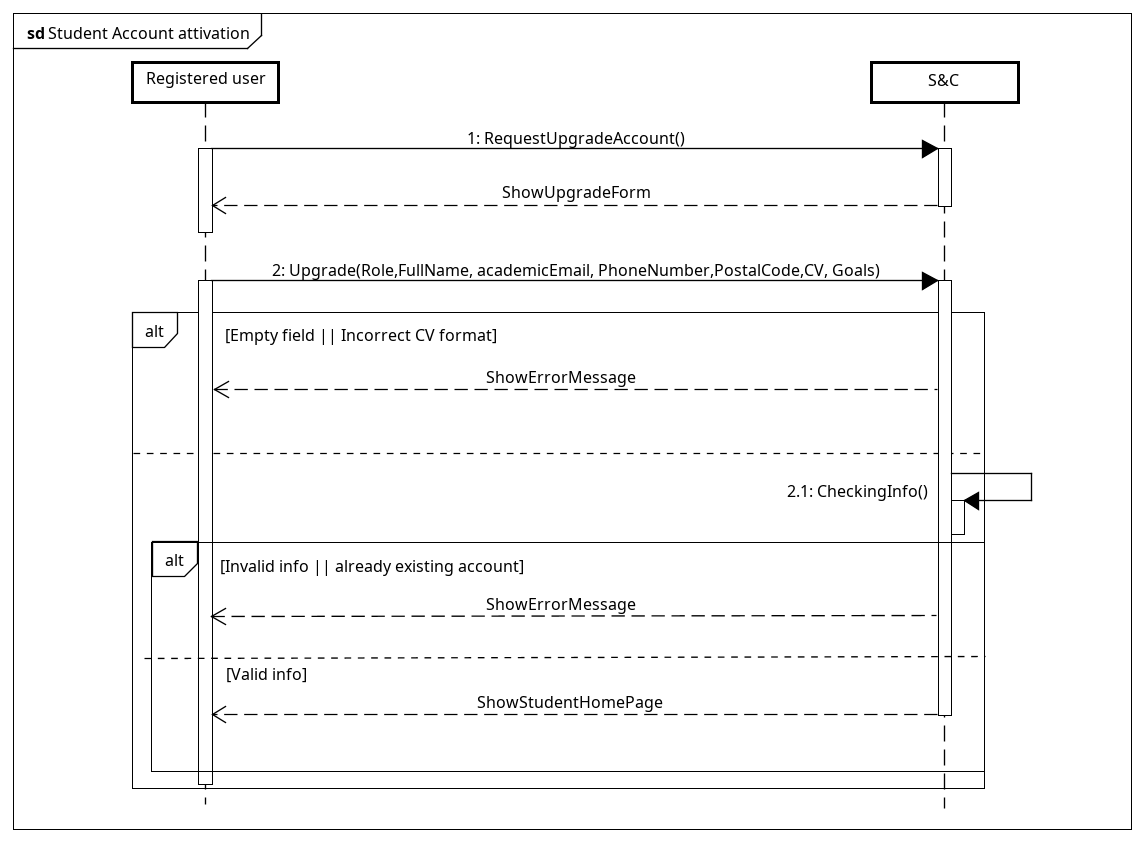 sd Student Account attivation
Registered user
S&C
1: RequestUpgradeAccount()
ShowUpgradeForm
2: Upgrade(Role,FullName, academicEmail, PhoneNumber,PostalCode,CV, Goals)
alt
[Empty field || Incorrect CV format]
ShowErrorMessage
2.1: CheckingInfo()
alt
[Invalid info || already existing account]
ShowErrorMessage
[Valid info]
ShowStudentHomePage